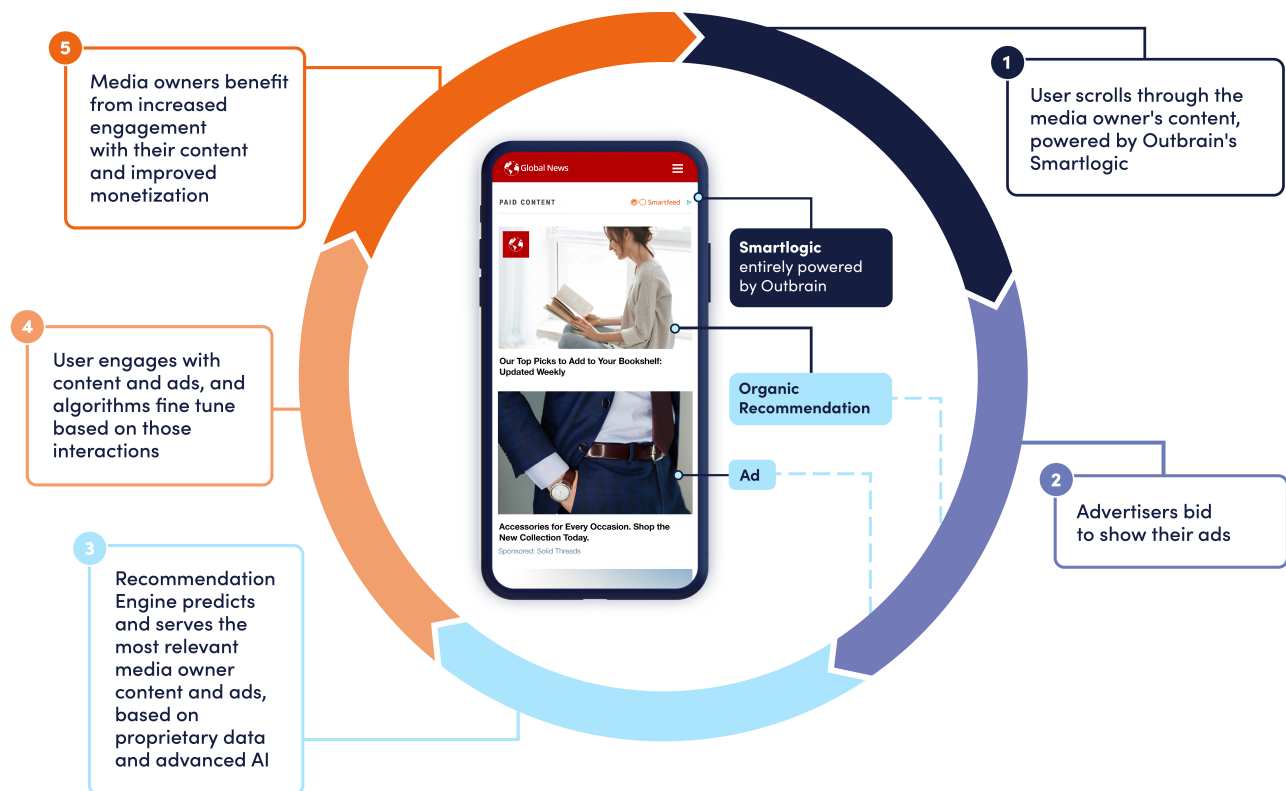 1
User scrolls through the
media owner's content,
powered by Outbrain's
Smartlogic
2
Advertisers bid
to show their ads
3
Recommendation
Engine predicts
and serves the
most relevant
media owner
content and ads,
based on
proprietary data
and advanced AI
4
User engages with
content and ads, and
algorithms fine tune
based on those
interactions
5
Media owners benefit
from increased
engagement
with their content
and improved
monetization
Global News
PAID CONTENT
Smartfeed
Our Top Picks to Add to Your Bookshelf:
Updated Weekly
Accessories for Every Occasion. Shop the
New Collection Today.
Sponsored: Solid Threads
Smartlogic
entirely powered
by Outbrain
Organic
Recommendation
Ad